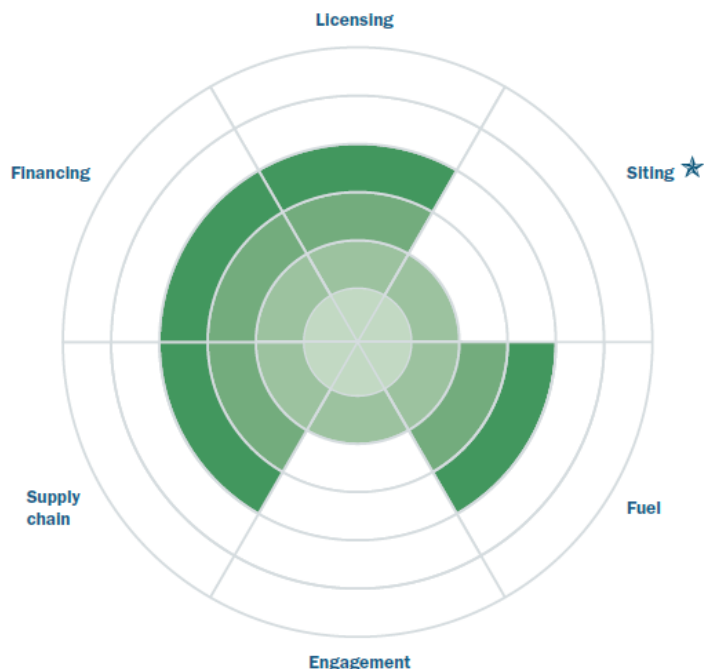 Licensing
Financing
Siting
Supply
chain
Fuel
Engagement